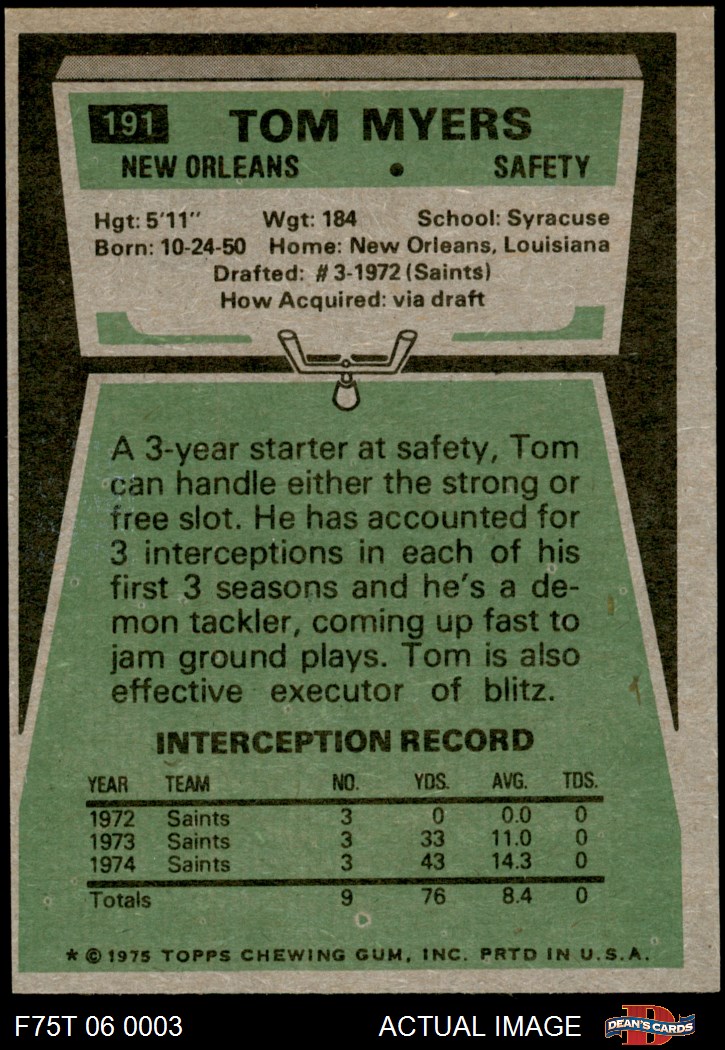 191 TOM MYERS
NEW ORLEANS • SAFETY
Hgt: 5'11" Wgt: 184 School: Syracuse
Born: 10-24-50 Home: New Orleans, Louisiana
Drafted: #3-1972 (Saints)
How Acquired: via draft
A 3-year starter at safety, Tom
can handle either the strong or
free slot. He has accounted for
3 interceptions in each of his
first 3 seasons and he's a de-
mon tackler, coming up fast to
jam ground plays. Tom is also
effective executor of blitz.
INTERCEPTION RECORD
YEAR TEAM NO. YDS. AVG. TDS.
1972 Saints 3 0 0.0 0
1973 Saints 3 33 11.0 0
1974 Saints 3 43 14.3 0
Totals 9 76 8.4 0
* © 1975 TOPPS CHEWING GUM, INC. PRTD IN U.S.A.
F75T 06 0003 ACTUAL IMAGE D DEAN'S CARDS